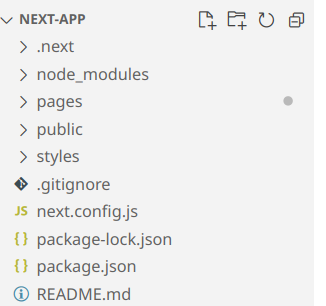 NEXT-APP
.next
node_modules
pages
public
styles
.gitignore
JS next.config.js
{ } package-lock.json
{ } package.json
README.md